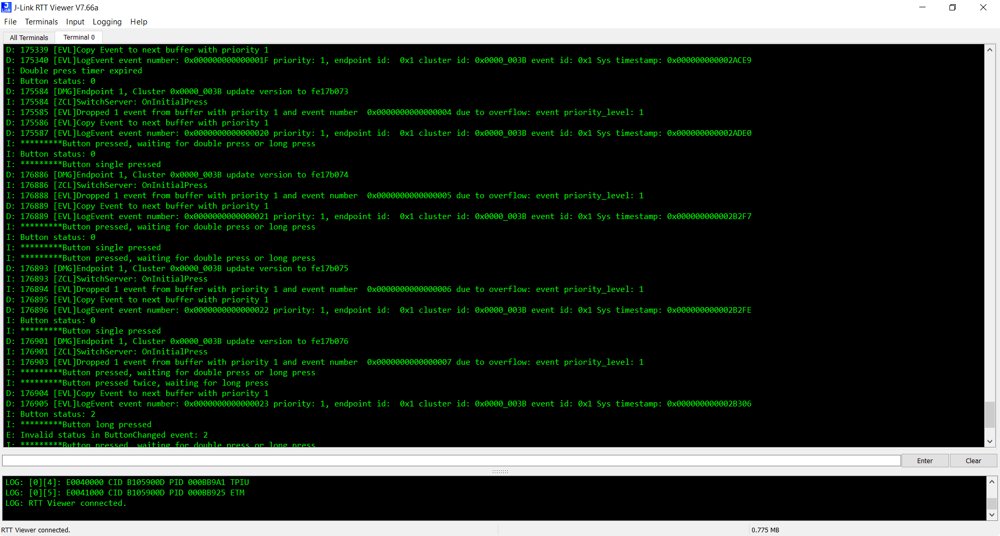 J-Link RTT Viewer V7.66a
File Terminals Input Logging Help
All Terminals Terminal 0
D: 175339 [EVL]Copy Event to next buffer with priority 1
D: 175340 [EVL]LogEvent event number: 0x000000000000001F priority: 1, endpoint id:  0x1 cluster id: 0x0000_003B event id: 0x1 Sys timestamp: 0x000000000002ACE9
I: Double press timer expired
I: Button status: 0
D: 175584 [DMG]Endpoint 1, Cluster 0x0000_003B update version to fe17b073
I: 175584 [ZCL]SwitchServer: OnInitialPress
I: 175585 [EVL]Dropped 1 event from buffer with priority 1 and event number  0x0000000000000004 due to overflow: event priority_level: 1
D: 175586 [EVL]Copy Event to next buffer with priority 1
D: 175587 [EVL]LogEvent event number: 0x0000000000000020 priority: 1, endpoint id:  0x1 cluster id: 0x0000_003B event id: 0x1 Sys timestamp: 0x000000000002ADE0
I: *********Button pressed, waiting for double press or long press
I: Button status: 0
I: *********Button single pressed
D: 176886 [DMG]Endpoint 1, Cluster 0x0000_003B update version to fe17b074
I: 176886 [ZCL]SwitchServer: OnInitialPress
I: 176888 [EVL]Dropped 1 event from buffer with priority 1 and event number  0x0000000000000005 due to overflow: event priority_level: 1
D: 176889 [EVL]Copy Event to next buffer with priority 1
D: 176889 [EVL]LogEvent event number: 0x0000000000000021 priority: 1, endpoint id:  0x1 cluster id: 0x0000_003B event id: 0x1 Sys timestamp: 0x000000000002B2F7
I: *********Button pressed, waiting for double press or long press
I: Button status: 0
I: *********Button single pressed
I: *********Button pressed, waiting for double press or long press
D: 176893 [DMG]Endpoint 1, Cluster 0x0000_003B update version to fe17b075
I: 176893 [ZCL]SwitchServer: OnInitialPress
I: 176894 [EVL]Dropped 1 event from buffer with priority 1 and event number  0x0000000000000006 due to overflow: event priority_level: 1
D: 176895 [EVL]Copy Event to next buffer with priority 1
D: 176896 [EVL]LogEvent event number: 0x0000000000000022 priority: 1, endpoint id:  0x1 cluster id: 0x0000_003B event id: 0x1 Sys timestamp: 0x000000000002B2FE
I: Button status: 0
I: *********Button single pressed
D: 176901 [DMG]Endpoint 1, Cluster 0x0000_003B update version to fe17b076
I: 176901 [ZCL]SwitchServer: OnInitialPress
I: 176903 [EVL]Dropped 1 event from buffer with priority 1 and event number  0x0000000000000007 due to overflow: event priority_level: 1
I: *********Button pressed, waiting for double press or long press
I: *********Button pressed twice, waiting for long press
D: 176904 [EVL]Copy Event to next buffer with priority 1
D: 176905 [EVL]LogEvent event number: 0x0000000000000023 priority: 1, endpoint id:  0x1 cluster id: 0x0000_003B event id: 0x1 Sys timestamp: 0x000000000002B306
I: Button status: 2
I: *********Button long pressed
E: Invalid status in ButtonChanged event: 2
I: *********Button pressed, waiting for double press or long press
Enter Clear
LOG: [0][4]: E0040000 CID B105900D PID 000BB9A1 TPIU
LOG: [0][5]: E0041000 CID B105900D PID 000BB925 ETM
LOG: RTT Viewer connected.
RTT Viewer connected. 0.775 MB